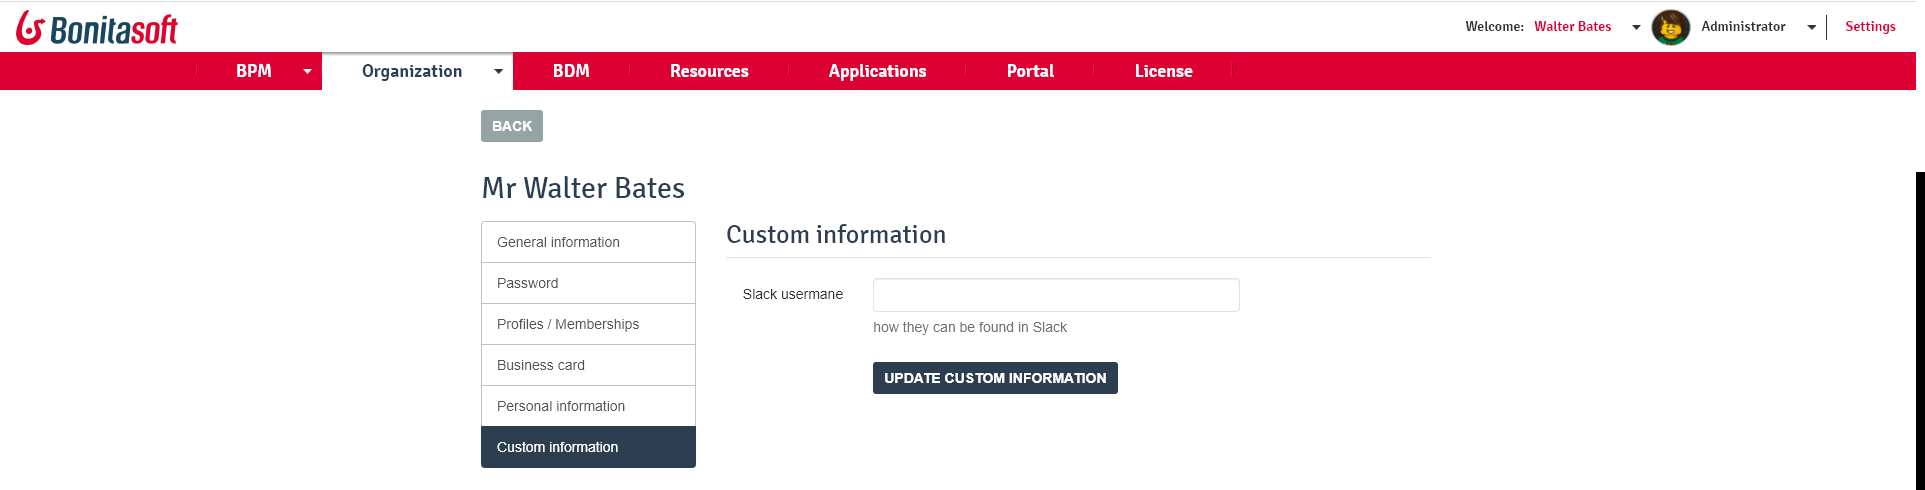 Bonitasoft
Welcome: Walter Bates Administrator Settings
BPM Organization BDM Resources Applications Portal License
BACK
Mr Walter Bates
General information
Password
Profiles / Memberships
Business card
Personal information
Custom information
Custom information
Slack usermane
how they can be found in Slack
UPDATE CUSTOM INFORMATION